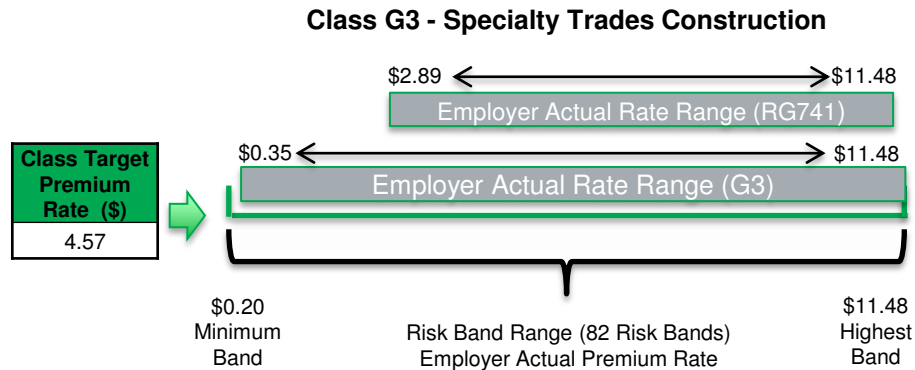 Class G3 - Specialty Trades Construction
$2.89
$11.48
Employer Actual Rate Range (RG741)
$0.35
$11.48
Employer Actual Rate Range (G3)
Class Target
Premium
Rate ($)
4.57
$0.20
Minimum
Band
Risk Band Range (82 Risk Bands)
Employer Actual Premium Rate
$11.48
Highest
Band